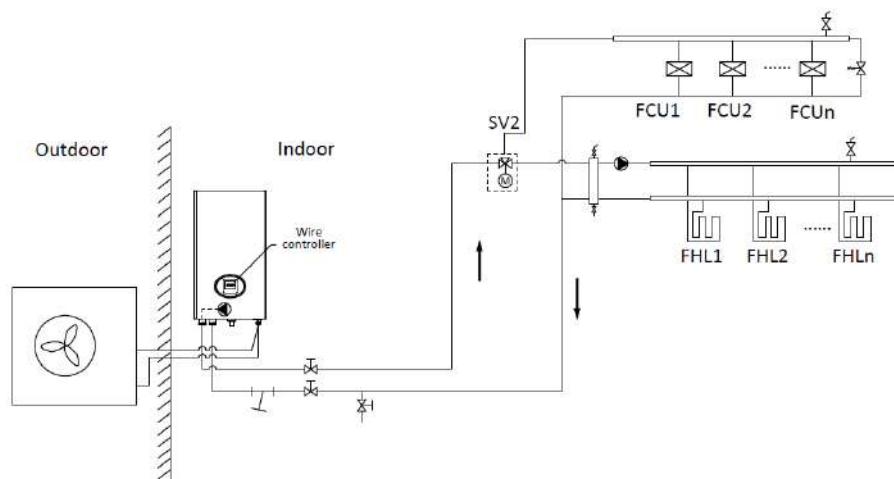 FCU1 FCU2 FCUn
SV2
Outdoor
Indoor
M
Wire
controller
FHL1 FHL2 FHLn